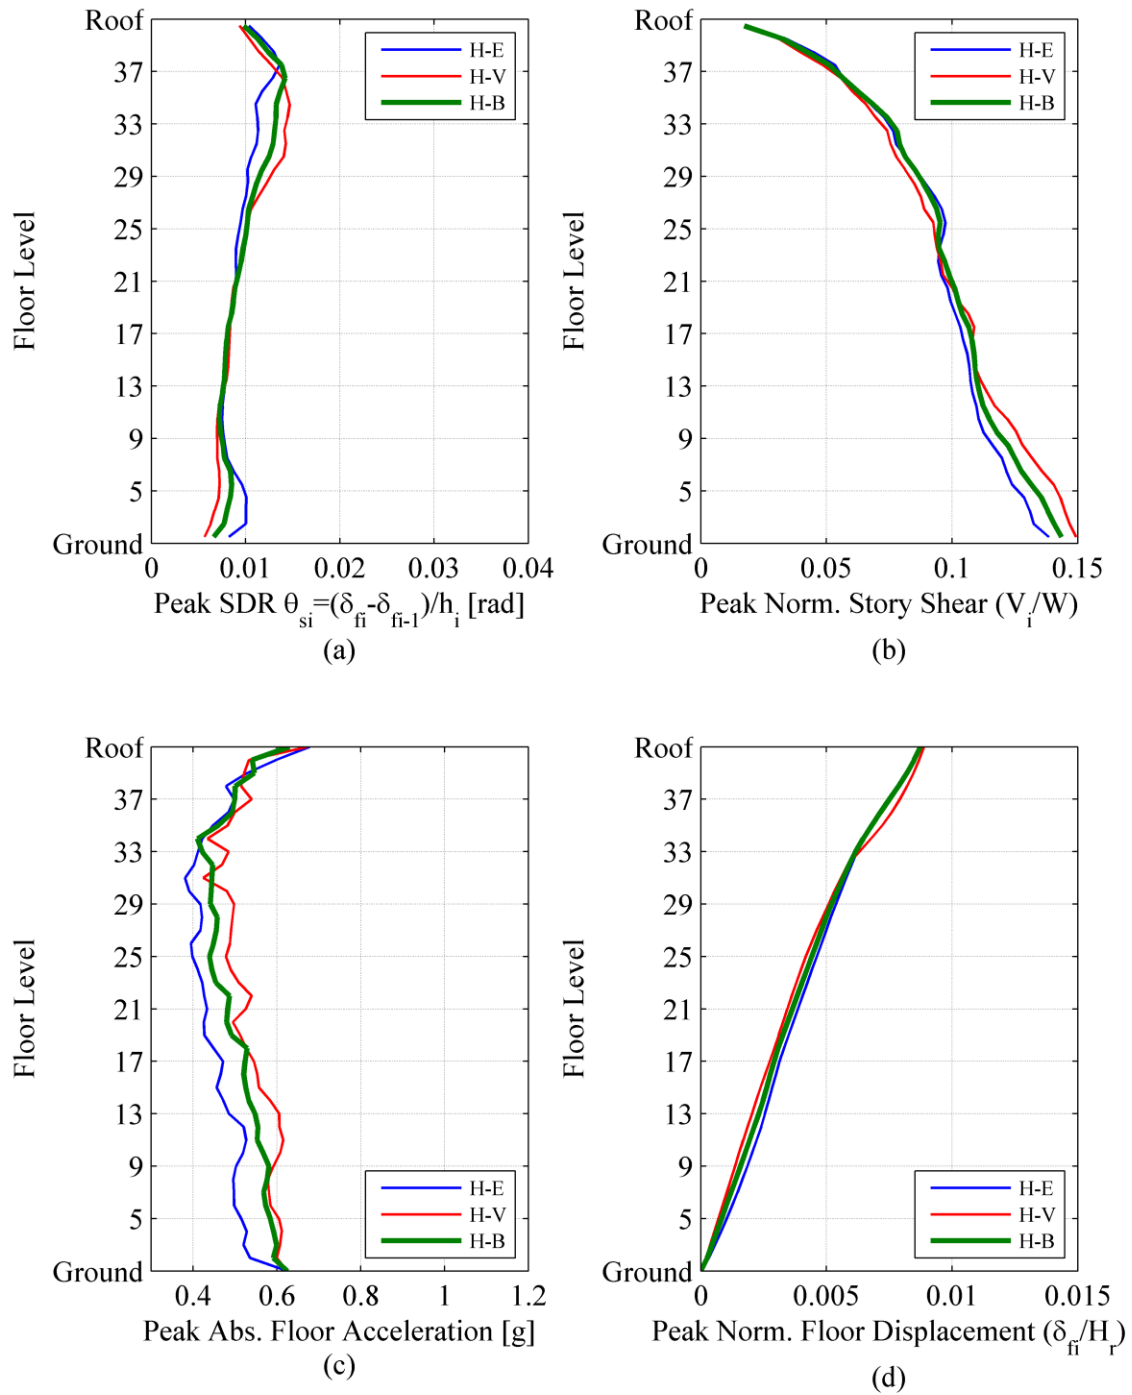 Roof
37
33
29
25
21
17
13
9
5
Ground
Floor Level
H-E
H-V
H-B
0 0.01 0.02 0.03 0.04
Peak SDR θsi=(δfi-δfi-1)/hi [rad]
(a)
Roof
37
33
29
25
21
17
13
9
5
Ground
Floor Level
H-E
H-V
H-B
0 0.05 0.1 0.15
Peak Norm. Story Shear (Vi/W)
(b)
Roof
37
33
29
25
21
17
13
9
5
Ground
Floor Level
H-E
H-V
H-B
0.4 0.6 0.8 1 1.2
Peak Abs. Floor Acceleration [g]
(c)
Roof
37
33
29
25
21
17
13
9
5
Ground
Floor Level
H-E
H-V
H-B
0 0.005 0.01 0.015
Peak Norm. Floor Displacement (δfi/Hr)
(d)